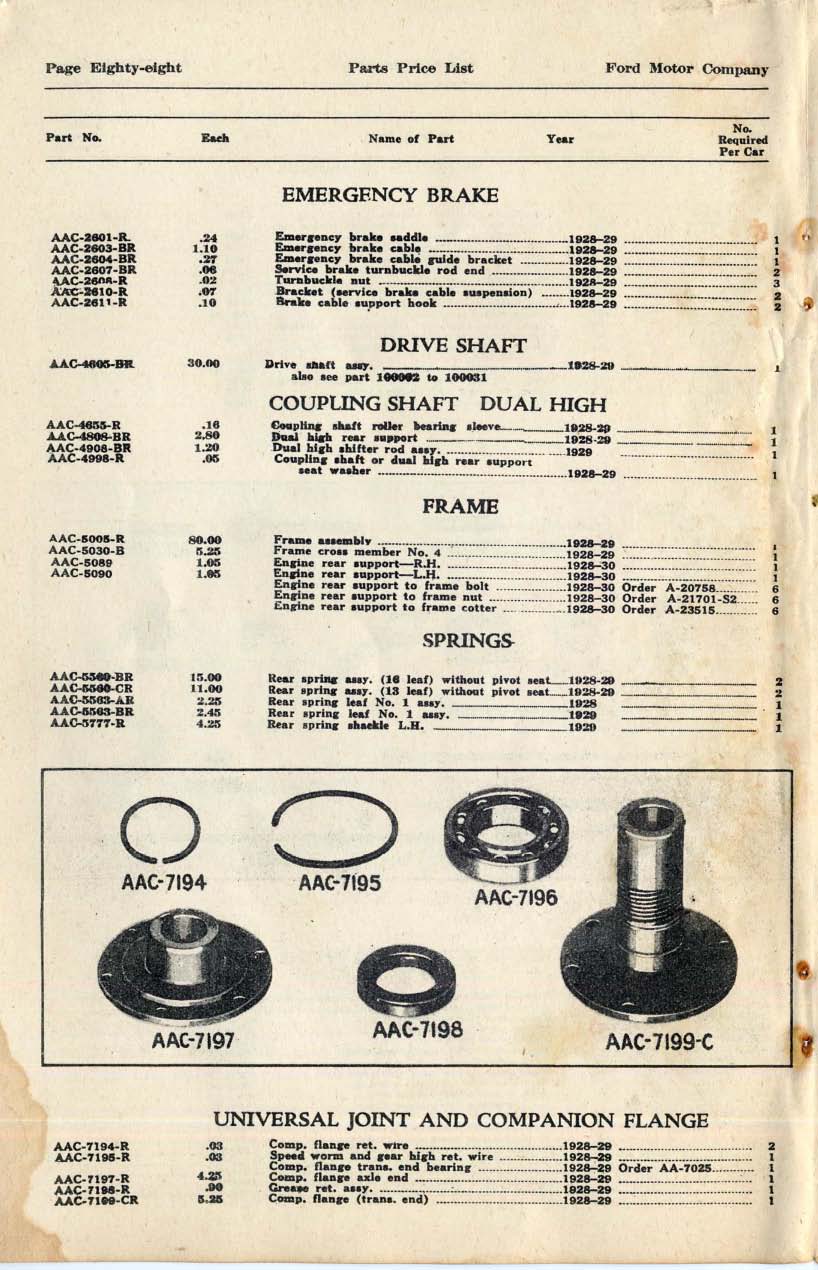 Page Eighty-eight Parts Price List Ford Motor Company
Part No. Each Name of Part Year No. Required Per Car
EMERGENCY BRAKE
AAC-2601-R .24 Emergency brake saddle 1928–29 1
AAC-2603-BR 1.10 Emergency brake cable 1928–29 1
AAC-2604-BR .27 Emergency brake cable guide bracket 1928–29 1
AAC-2607-BR .06 Service brake turnbuckle rod end 1928–29 2
AAC-2608-R .02 Turnbuckle nut 1928–29 3
AAC-2610-R .07 Bracket (service brake cable suspension) 1928–29 2
AAC-2611-R .10 Brake cable support hook 1928–29 2
DRIVE SHAFT
AAC-4605-BR 30.00 Drive shaft assy. 1928-29 1
also see part 100002 to 100031
COUPLING SHAFT DUAL HIGH
AAC-4655-R .16 Coupling shaft roller bearing sleeve 1928-29 1
AAC-4808-BR 2.80 Dual high rear support 1928-29 1
AAC-4908-BR 1.20 Dual high shifter rod assy. 1929 1
AAC-4998-R .05 Coupling shaft or dual high rear support
seat washer 1928–29 1
FRAME
AAC-5005-R 80.00 Frame assembly 1928–29 1
AAC-5030-B 5.25 Frame cross member No. 4 1928–29 1
AAC-5089 1.05 Engine rear support—R.H. 1928–30 1
AAC-5090 1.05 Engine rear support—L.H. 1928–30 1
Engine rear support to frame bolt 1928–30 Order A-20758 6
Engine rear support to frame nut 1928–30 Order A-21701-S2 6
Engine rear support to frame cotter 1928–30 Order A-23515 6
SPRINGS
AAC-5560-BR 15.00 Rear spring assy. (16 leaf) without pivot seat 1928-29 2
AAC-5560-CR 11.00 Rear spring assy. (13 leaf) without pivot seat 1928-29 2
AAC-5563-AR 2.25 Rear spring leaf No. 1 assy. 1928 1
AAC-5563-BR 2.45 Rear spring leaf No. 1 assy. 1929 1
AAC-5777-R 4.25 Rear spring shackle L.H. 1929 1
AAC-7194
AAC-7195
AAC-7196
AAC-7197
AAC-7198
AAC-7199-C
UNIVERSAL JOINT AND COMPANION FLANGE
AAC-7194-R .03 Comp. flange ret. wire 1928–29 2
AAC-7195-R .03 Speed worm and gear high ret. wire 1928–29 1
Comp. flange trans. end bearing 1928–29 Order AA-7025 1
AAC-7197-R 4.25 Comp. flange axle end 1928–29 1
AAC-7198-R .90 Grease ret. assy. 1928–29 1
AAC-7199-CR 5.25 Comp. flange (trans. end) 1928–29 1